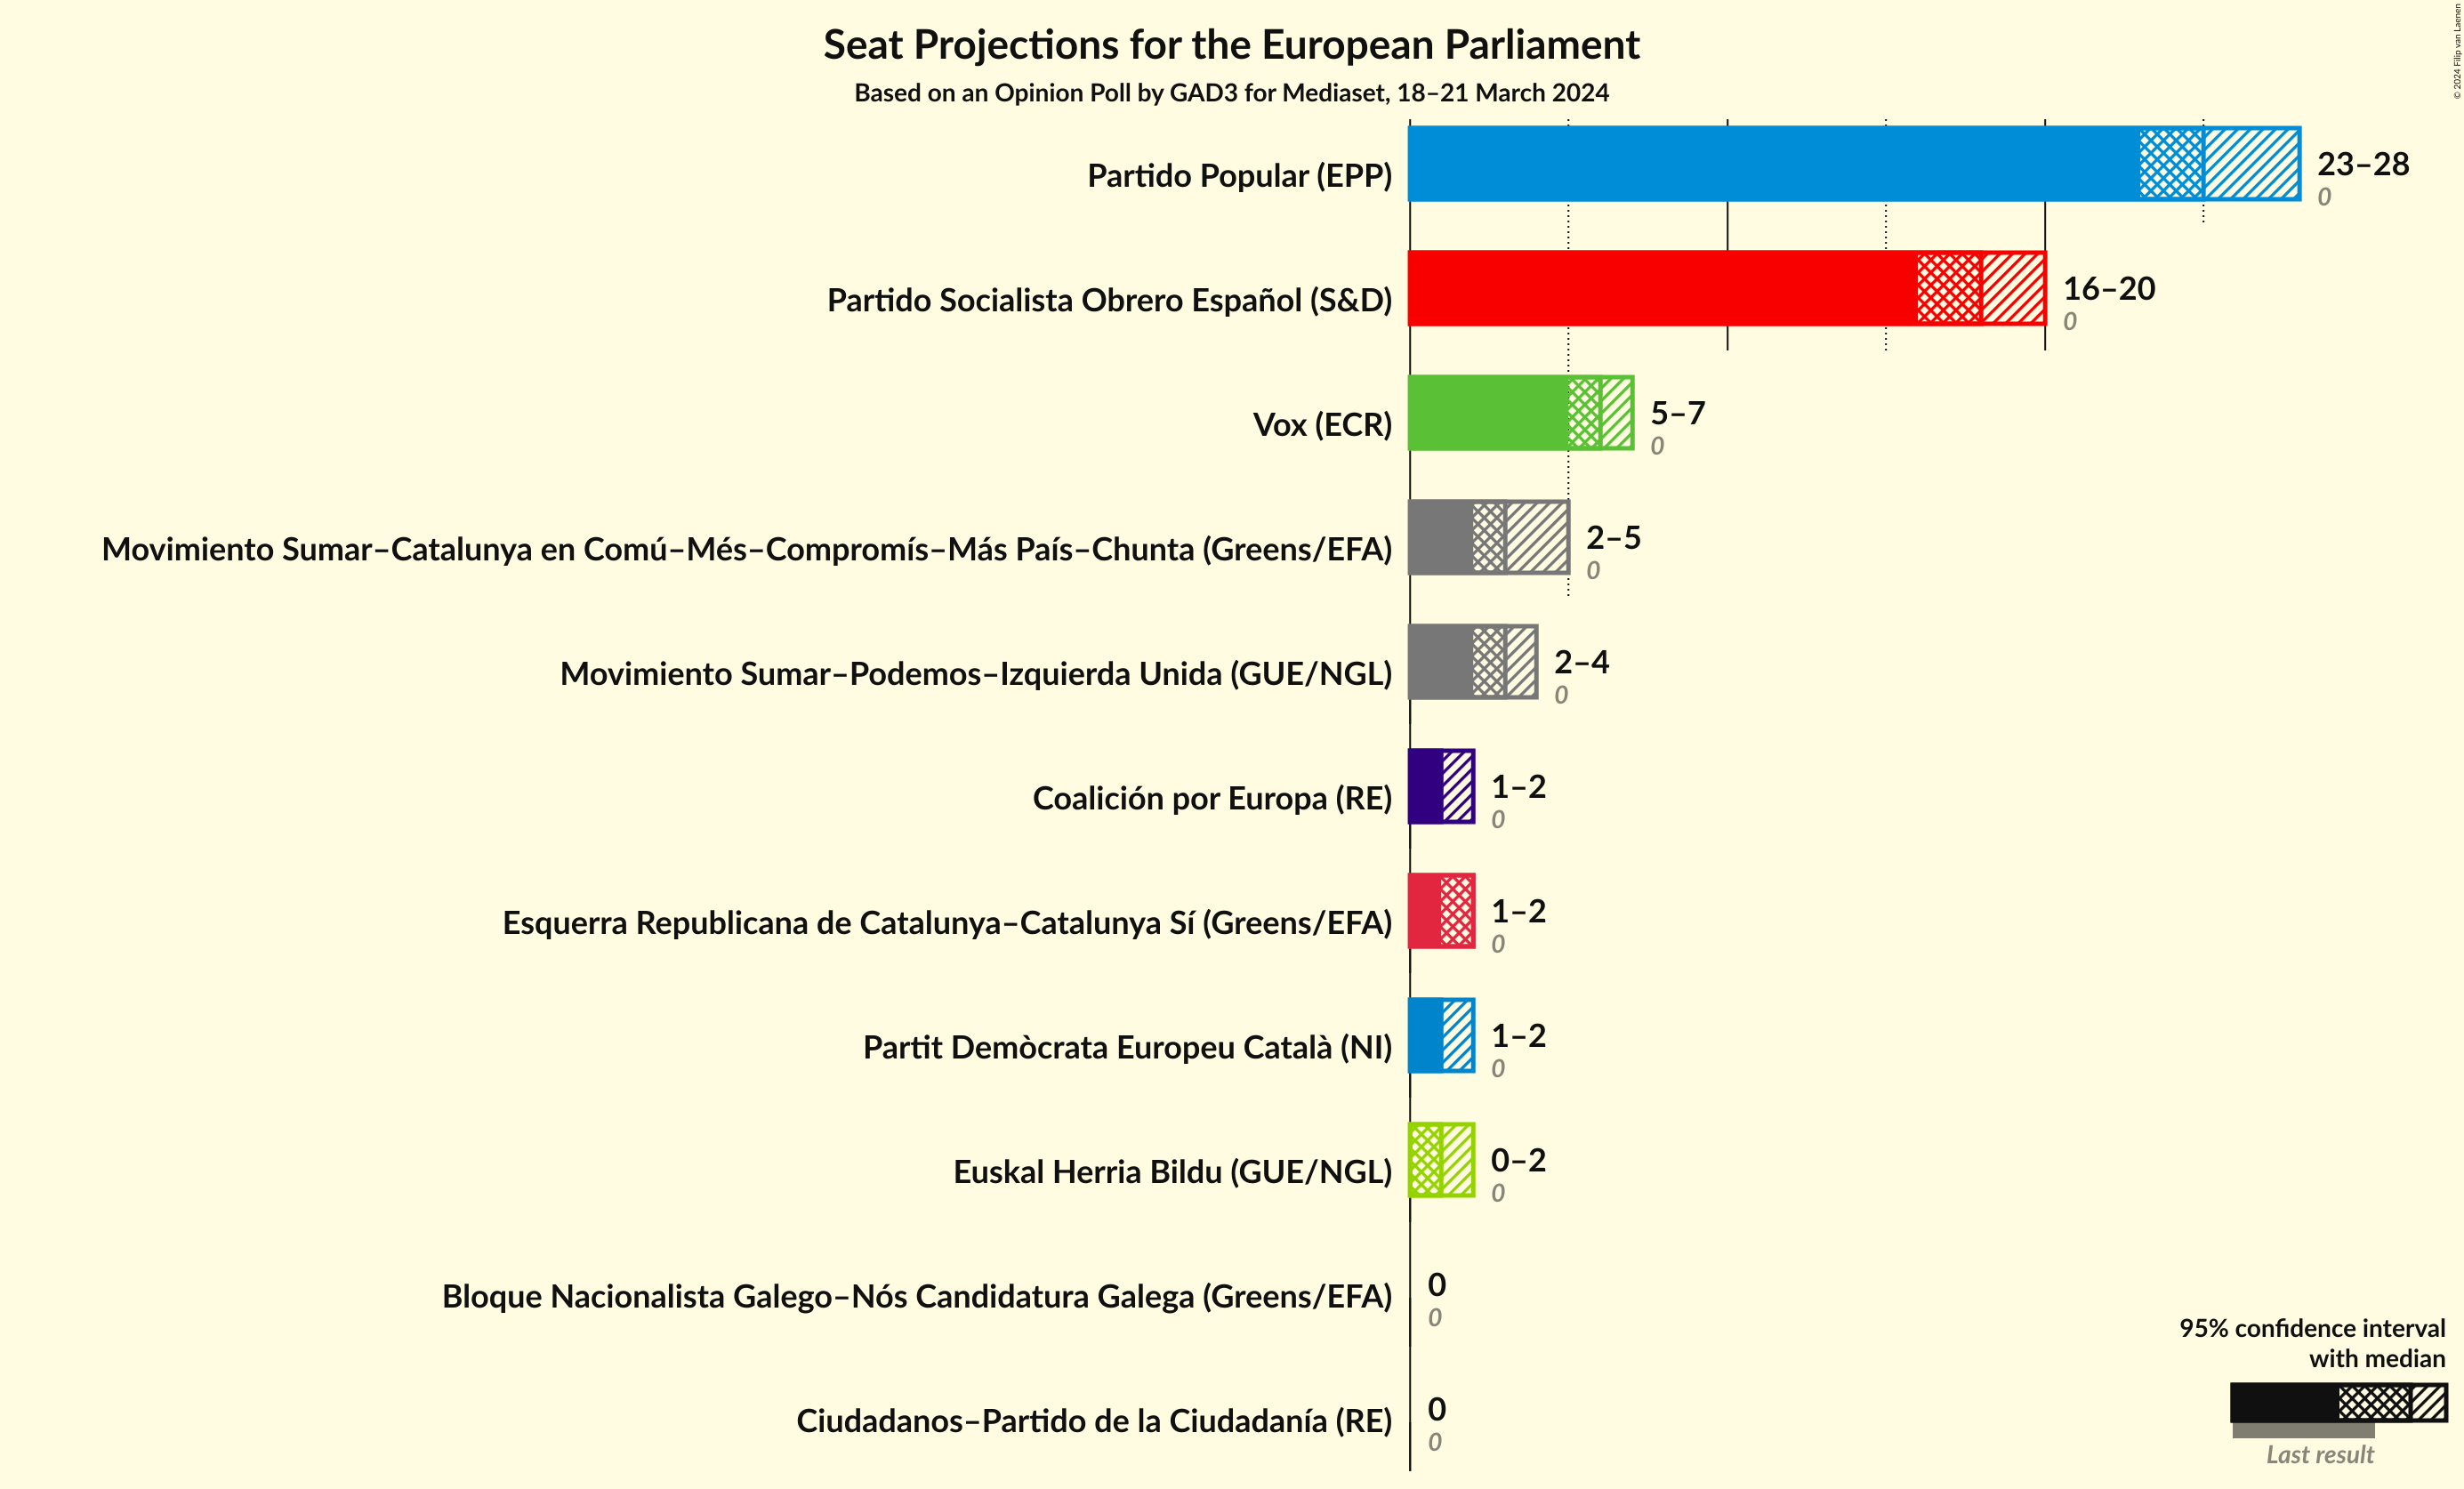 Seat Projections for the European Parliament
Based on an Opinion Poll by GAD3 for Mediaset, 18–21 March 2024
© 2024 Filip van Laenen
Partido Popular (EPP)
23–28
0
Partido Socialista Obrero Español (S&D)
16–20
0
Vox (ECR)
5–7
0
Movimiento Sumar–Catalunya en Comú–Més–Compromís–Más País–Chunta (Greens/EFA)
2–5
0
Movimiento Sumar–Podemos–Izquierda Unida (GUE/NGL)
2–4
0
Coalición por Europa (RE)
1–2
0
Esquerra Republicana de Catalunya–Catalunya Sí (Greens/EFA)
1–2
0
Partit Demòcrata Europeu Català (NI)
1–2
0
Euskal Herria Bildu (GUE/NGL)
0–2
0
Bloque Nacionalista Galego–Nós Candidatura Galega (Greens/EFA)
0
0
Ciudadanos–Partido de la Ciudadanía (RE)
0
0
95% confidence interval
with median
Last result